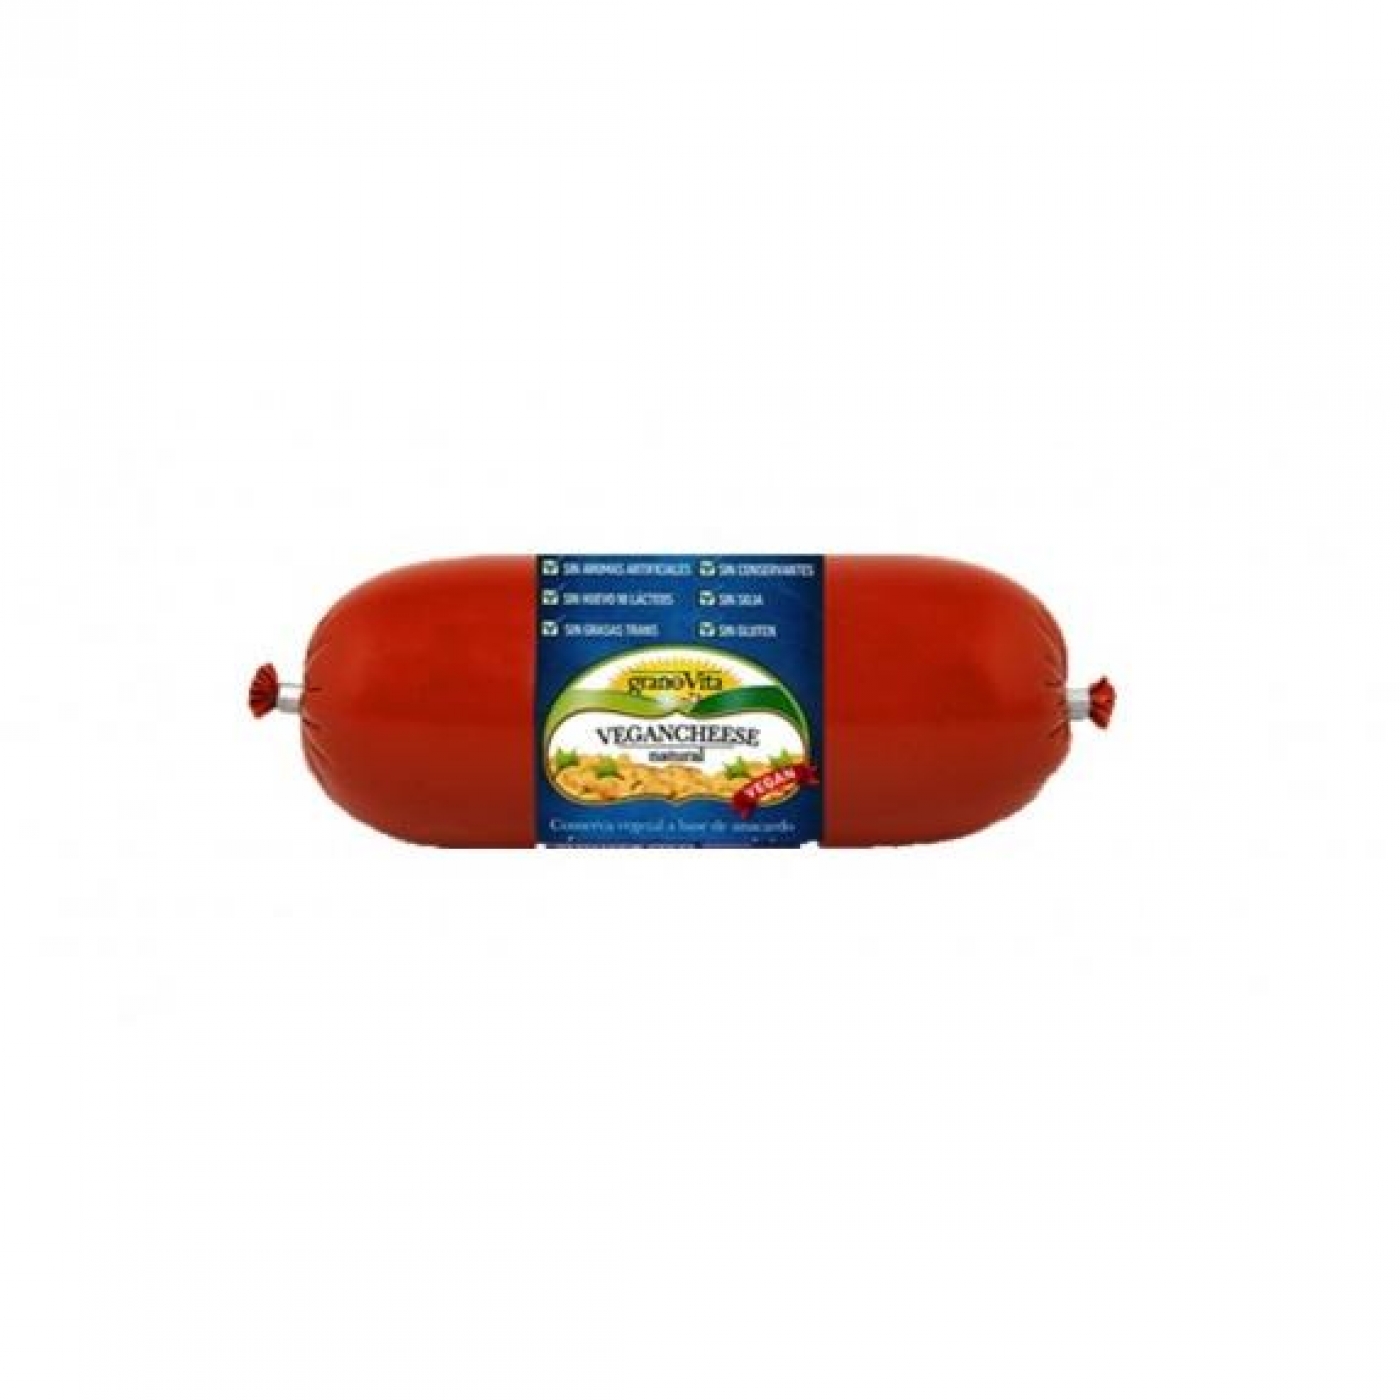 SIN AROMAS ARTIFICIALES
SIN CONSERVANTES
SIN HUEVO NI LÁCTEOS
SIN SOJA
SIN GRASAS TRANS
SIN GLUTEN
granoVita
VEGANCHEESE
natural
VEGAN
Conserva vegetal a base de anacardo